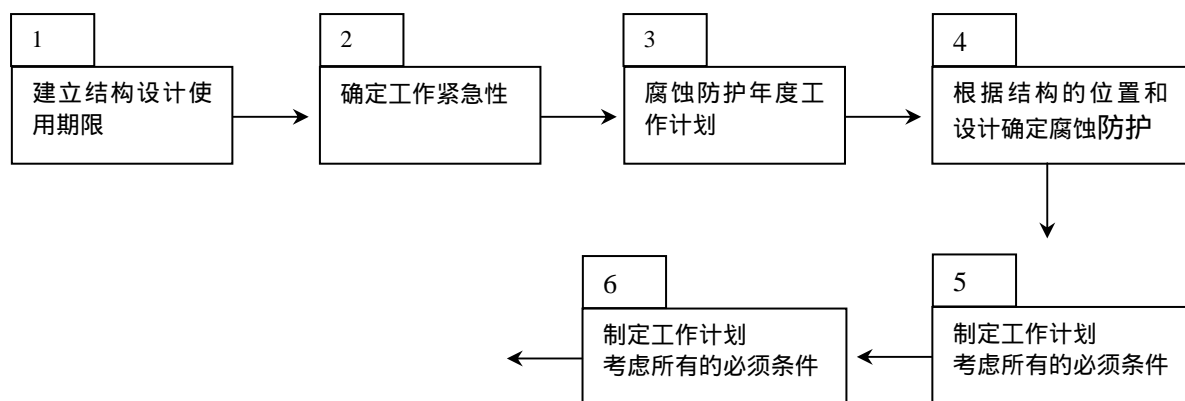 1
建立结构设计使
用期限
2
确定工作紧急性
3
腐蚀防护年度工
作计划
4
根据结构的位置和
设计确定腐蚀防护
5
制定工作计划
考虑所有的必须条件
6
制定工作计划
考虑所有的必须条件